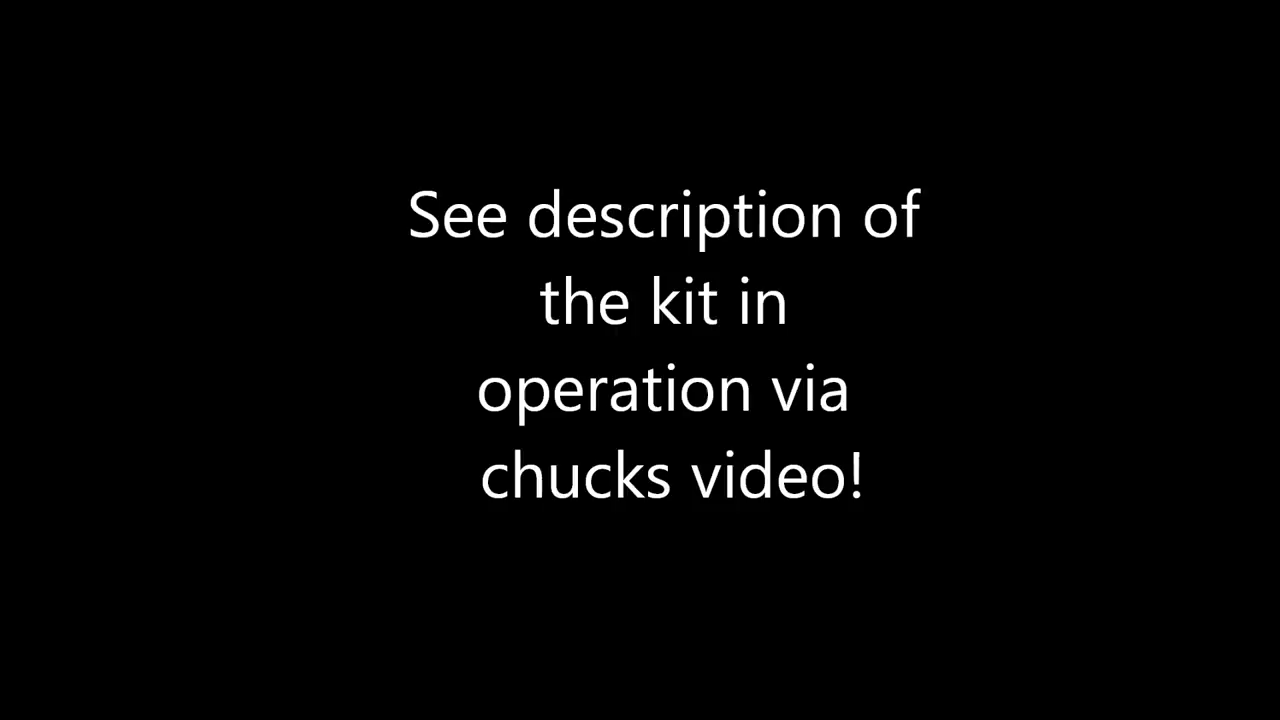 See description of
the kit in
operation via
chucks video!